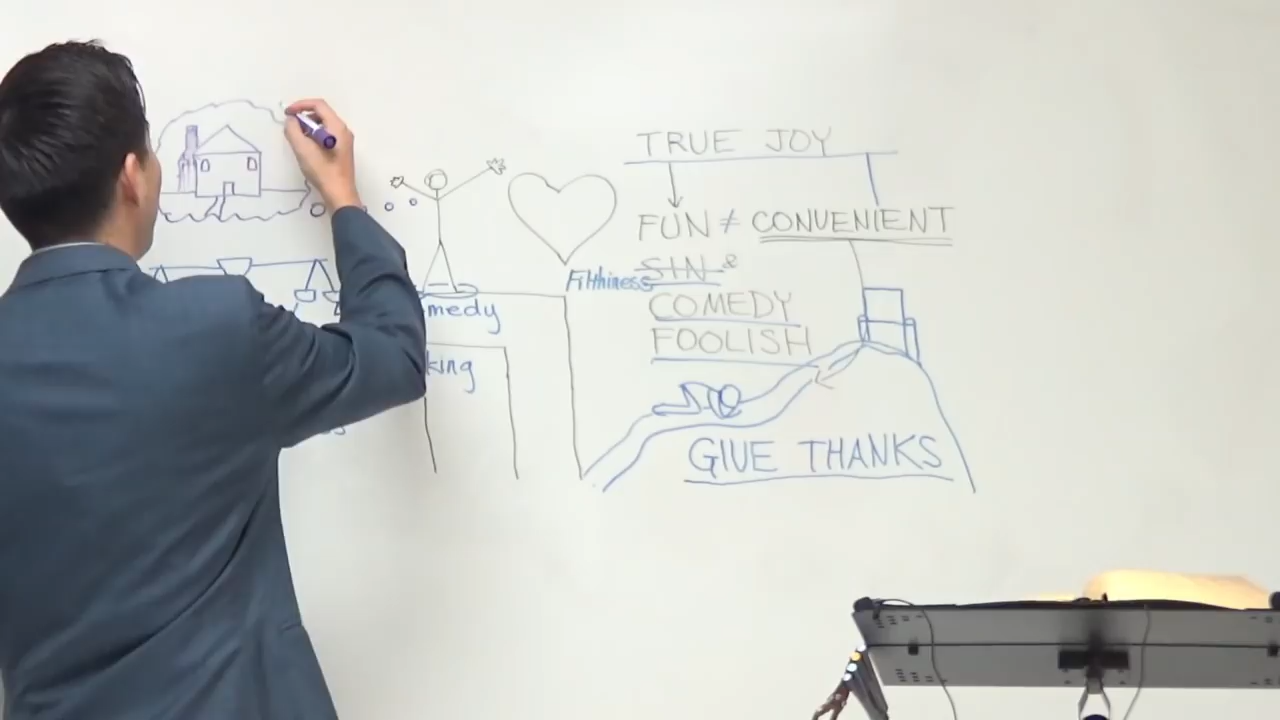 TRUE JOY
FUN ≠ CONVENIENT
SIN &
Filthiness
COMEDY
FOOLISH
medy
king
GIVE THANKS